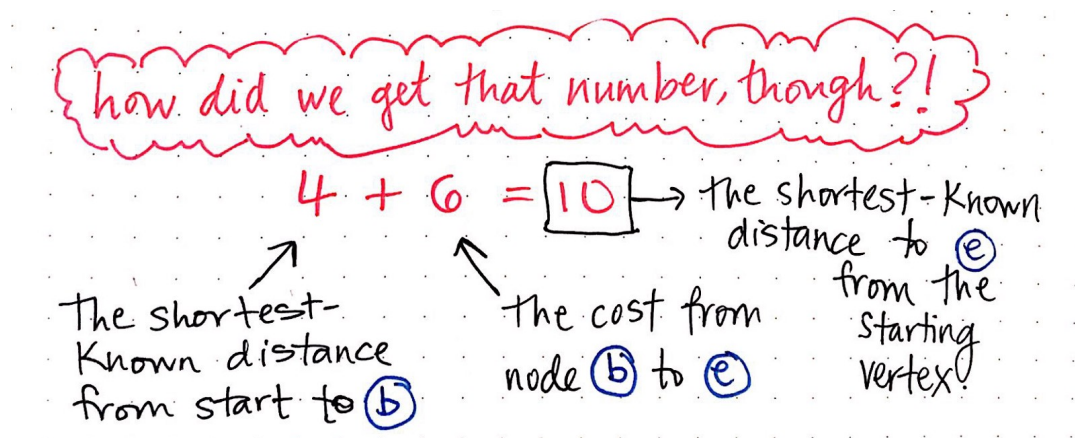 how did we get that number, though?!
4 + 6 = 10 → the shortest-known
distance to e
from the
starting
vertex!
The shortest-
known distance
from start to b
the cost from
node b to e